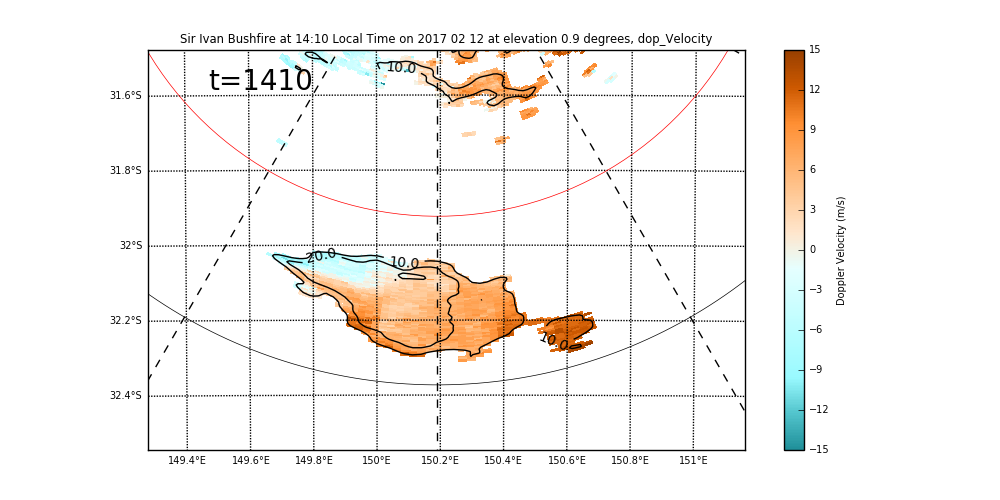 Sir Ivan Bushfire at 14:10 Local Time on 2017 02 12 at elevation 0.9 degrees, dop_Velocity
t=1410
10.0
31.6°S
31.8°S
32°S
32.2°S
32.4°S
20.0
10.0
10.0
149.4°E 149.6°E 149.8°E 150°E 150.2°E 150.4°E 150.6°E 150.8°E 151°E
15
12
9
6
3
0
−3
−6
−9
−12
−15
Doppler Velocity (m/s)